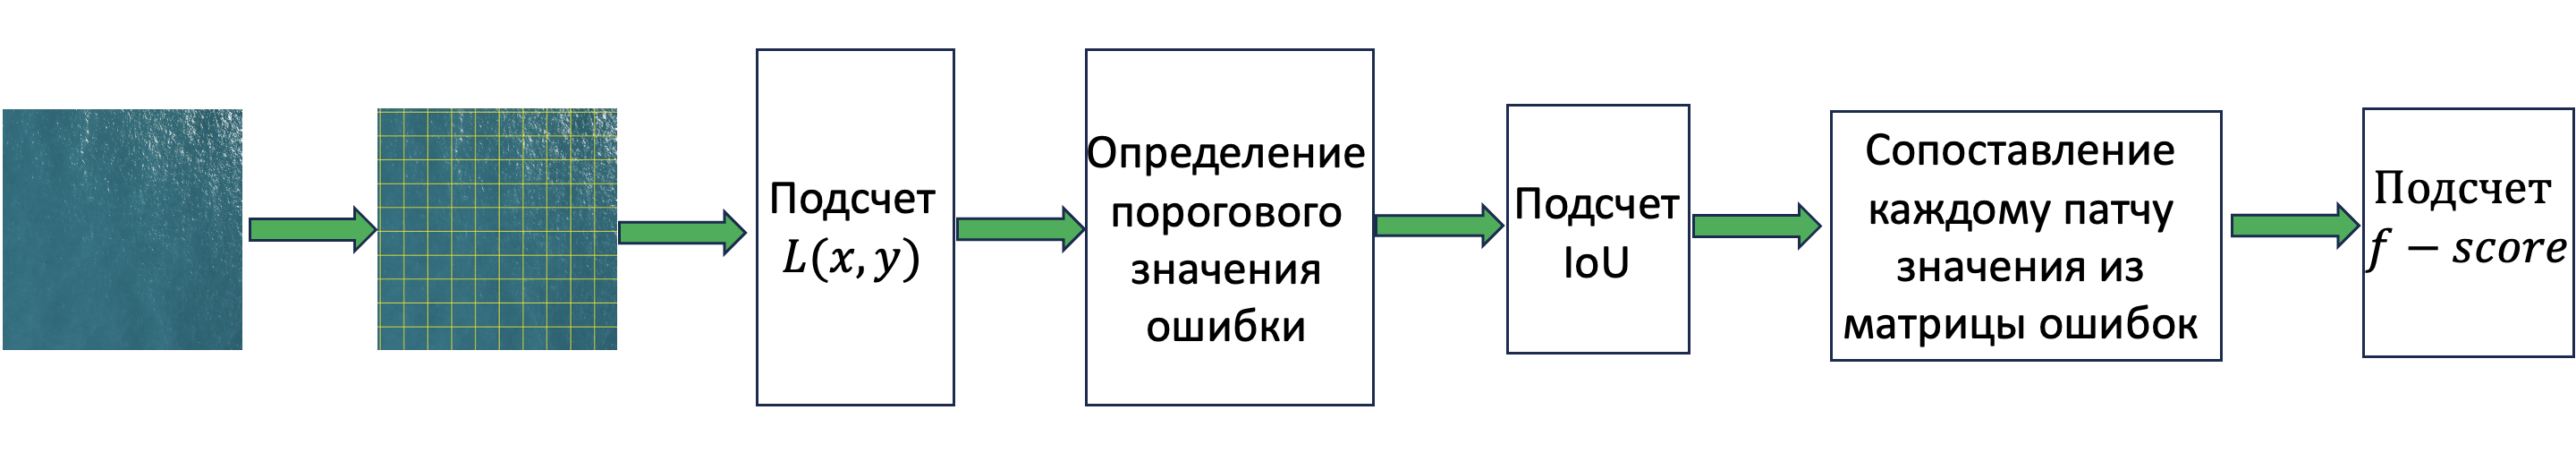 Подсчет
L(x, y)
Определение
порогового
значения
ошибки
Подсчет
IoU
Сопоставление
каждому патчу
значения из
матрицы ошибок
Подсчет
f − score